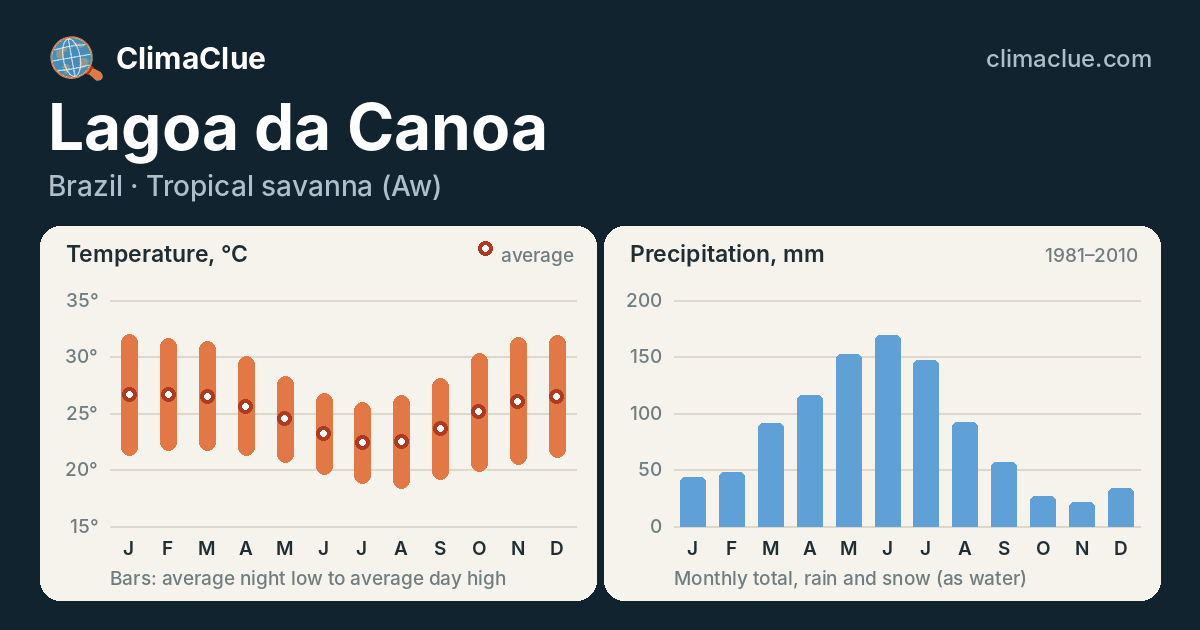 ClimaClue
climaclue.com
Lagoa da Canoa
Brazil · Tropical savanna (Aw)
Temperature, °C
average
35°
30°
25°
20°
15°
J F M A M J J A S O N D
Bars: average night low to average day high
Precipitation, mm
1981–2010
200
150
100
50
0
J F M A M J J A S O N D
Monthly total, rain and snow (as water)